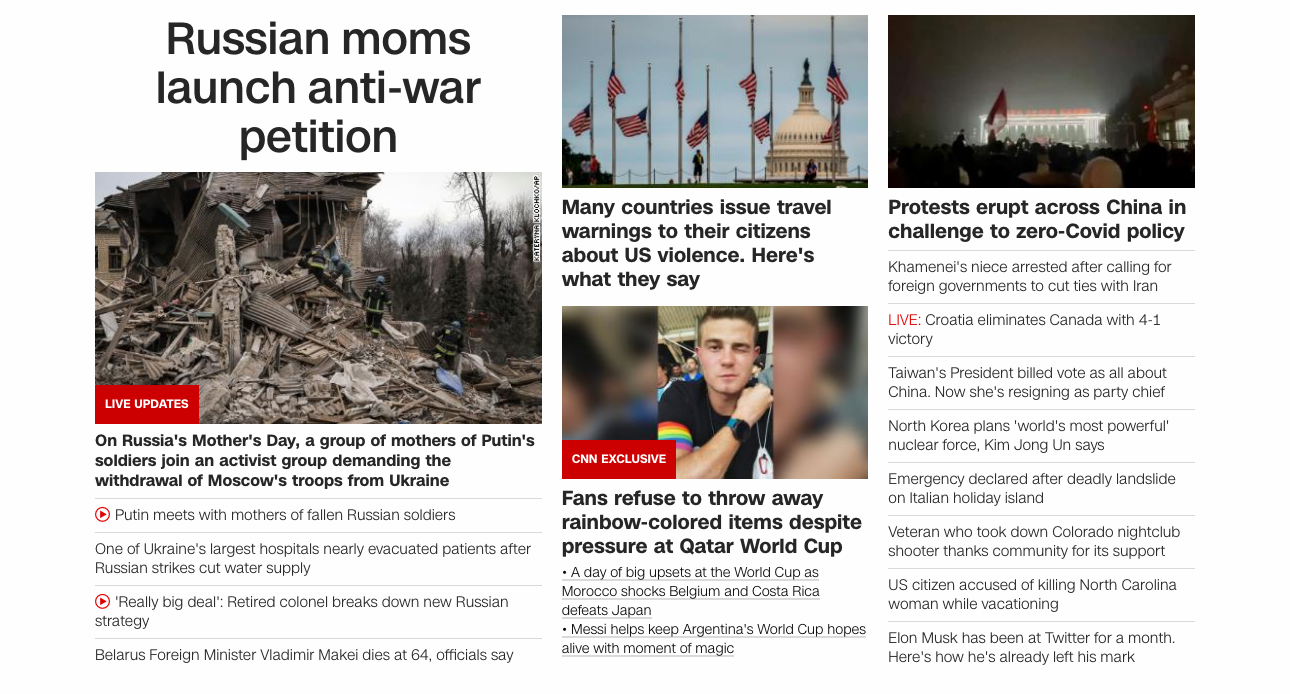 Russian moms
launch anti-war
petition
KATERYNA KLOCHKO/AP
LIVE UPDATES
On Russia's Mother's Day, a group of mothers of Putin's
soldiers join an activist group demanding the
withdrawal of Moscow's troops from Ukraine
Putin meets with mothers of fallen Russian soldiers
One of Ukraine's largest hospitals nearly evacuated patients after
Russian strikes cut water supply
'Really big deal': Retired colonel breaks down new Russian
strategy
Belarus Foreign Minister Vladimir Makei dies at 64, officials say
Many countries issue travel
warnings to their citizens
about US violence. Here's
what they say
CNN EXCLUSIVE
Fans refuse to throw away
rainbow-colored items despite
pressure at Qatar World Cup
• A day of big upsets at the World Cup as
Morocco shocks Belgium and Costa Rica
defeats Japan
• Messi helps keep Argentina's World Cup hopes
alive with moment of magic
Protests erupt across China in
challenge to zero-Covid policy
Khamenei's niece arrested after calling for
foreign governments to cut ties with Iran
LIVE: Croatia eliminates Canada with 4-1
victory
Taiwan's President billed vote as all about
China. Now she's resigning as party chief
North Korea plans 'world's most powerful'
nuclear force, Kim Jong Un says
Emergency declared after deadly landslide
on Italian holiday island
Veteran who took down Colorado nightclub
shooter thanks community for its support
US citizen accused of killing North Carolina
woman while vacationing
Elon Musk has been at Twitter for a month.
Here's how he's already left his mark